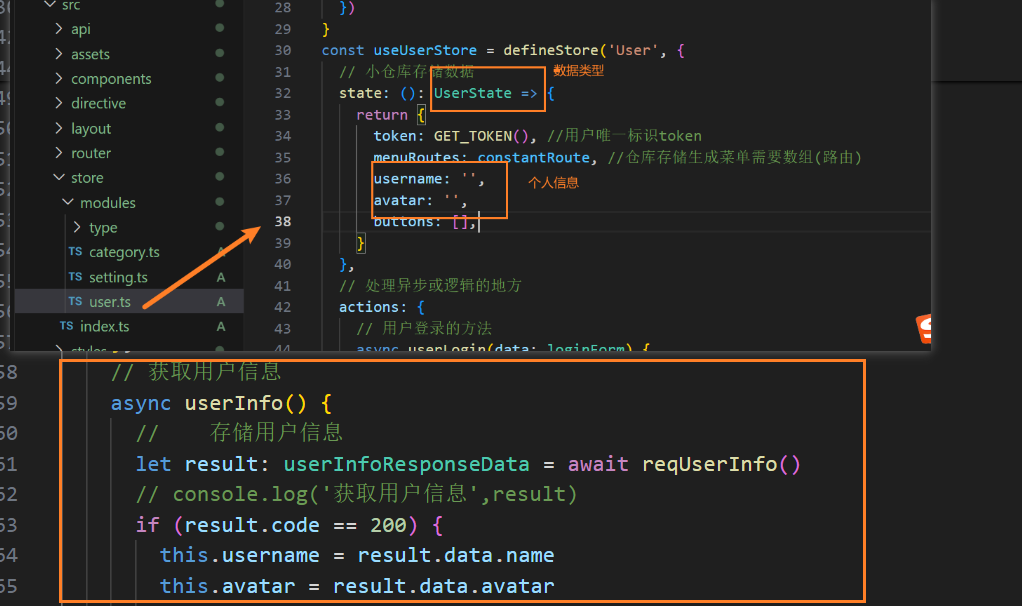 src
api
assets
components
directive
layout
router
store
modules
type
TS category.ts A
TS setting.ts A
TS user.ts A
TS index.ts A
styles
28 })
29 }
30 const useUserStore = defineStore('User', {
31 // 小仓库存储数据
数据类型
32 state: (): UserState => {
33 return {
34 token: GET_TOKEN(), //用户唯一标识token
35 menuRoutes: constantRoute, //仓库存储生成菜单需要数组(路由)
36 username: '',
个人信息
37 avatar: '',
38 buttons: [],
39 }
40 },
41 // 处理异步或逻辑的地方
42 actions: {
43 // 用户登录的方法
44 async userLogin(data: loginForm) {
58 // 获取用户信息
59 async userInfo() {
60 // 存储用户信息
61 let result: userInfoResponseData = await reqUserInfo()
62 // console.log('获取用户信息',result)
63 if (result.code == 200) {
64 this.username = result.data.name
65 this.avatar = result.data.avatar